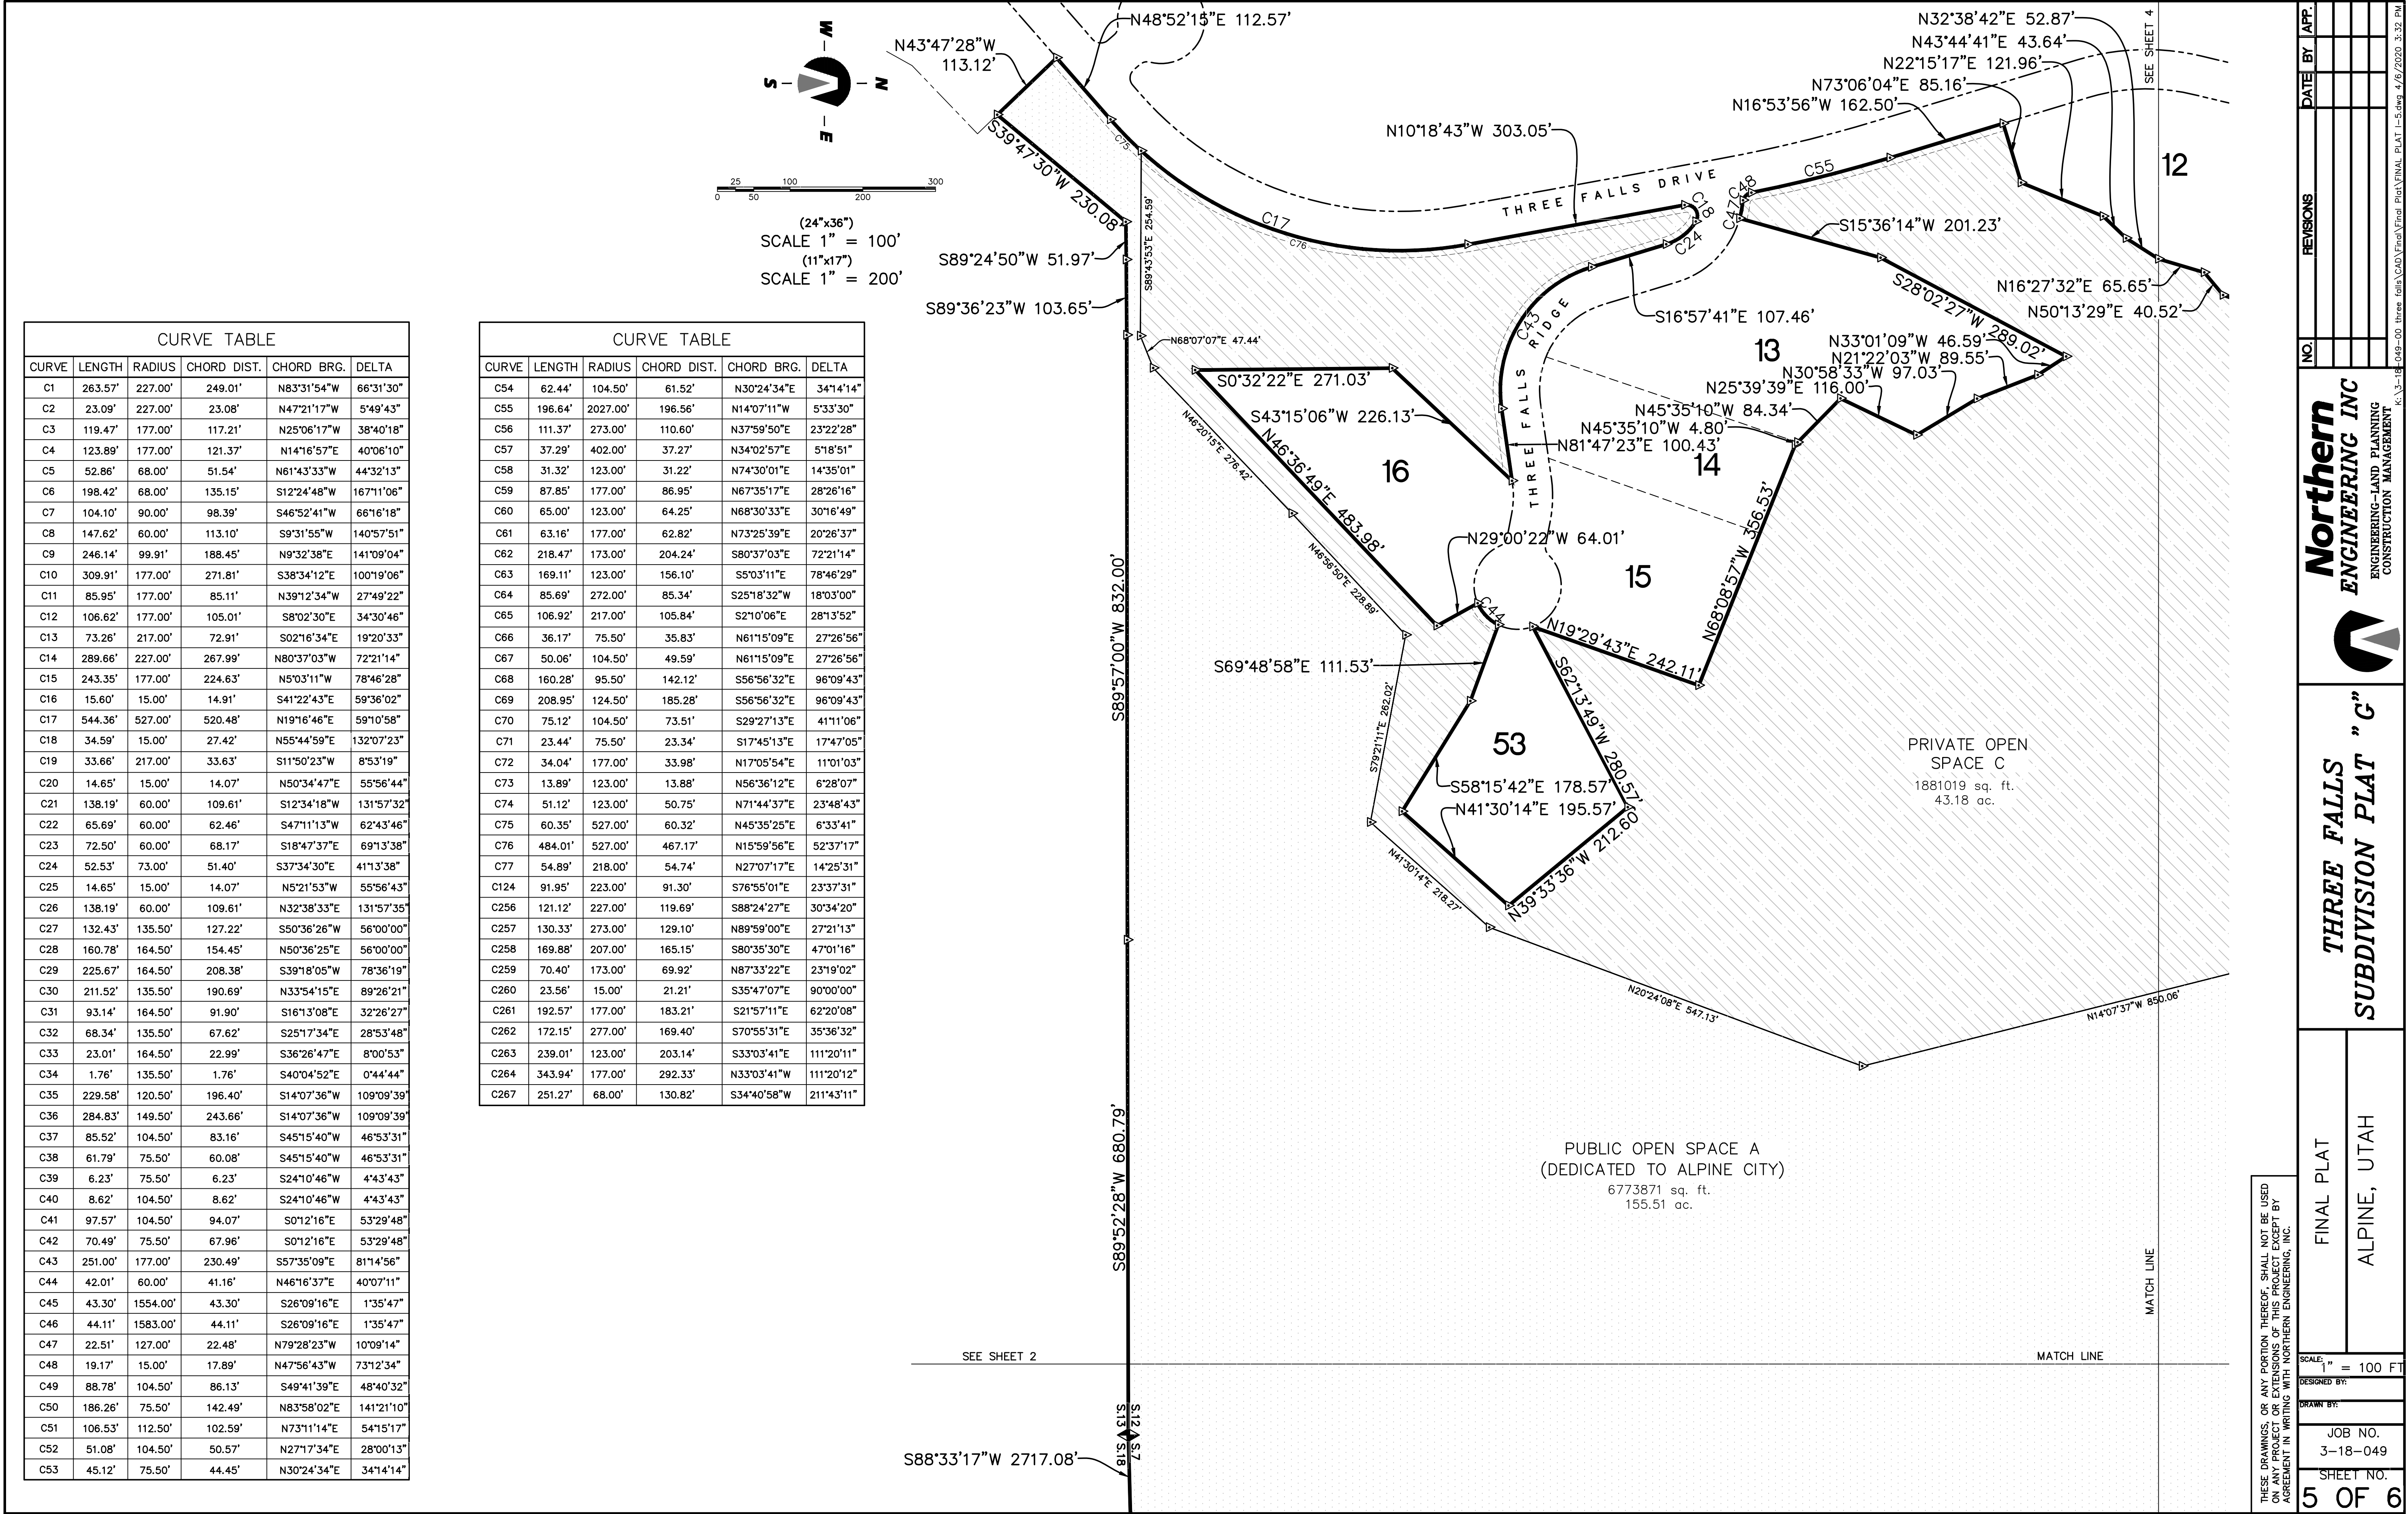 CURVE TABLE
CURVE LENGTH RADIUS CHORD DIST. CHORD BRG. DELTA
C1 263.57' 227.00' 249.01' N83°31'54"W 66°31'30"
C2 23.09' 227.00' 23.08' N47°21'17"W 5°49'43"
C3 119.47' 177.00' 117.21' N25°06'17"W 38°40'18"
C4 123.89' 177.00' 121.37' N14°16'57"E 40°06'10"
C5 52.86' 68.00' 51.54' N61°43'33"W 44°32'13"
C6 198.42' 68.00' 135.15' S12°24'48"W 167°11'06"
C7 104.10' 90.00' 98.39' S46°52'41"W 66°16'18"
C8 147.62' 60.00' 113.10' S9°31'55"W 140°57'51"
C9 246.14' 99.91' 188.45' N9°32'38"E 141°09'04"
C10 309.91' 177.00' 271.81' S38°34'12"E 100°19'06"
C11 85.95' 177.00' 85.11' N39°12'34"W 27°49'22"
C12 106.62' 177.00' 105.01' S8°02'30"E 34°30'46"
C13 73.26' 217.00' 72.91' S02°16'34"E 19°20'33"
C14 289.66' 227.00' 267.99' N80°37'03"W 72°21'14"
C15 243.35' 177.00' 224.63' N5°03'11"W 78°46'28"
C16 15.60' 15.00' 14.91' S41°22'43"E 59°36'02"
C17 544.36' 527.00' 520.48' N19°16'46"E 59°10'58"
C18 34.59' 15.00' 27.42' N55°44'59"E 132°07'23"
C19 33.66' 217.00' 33.63' S11°50'23"W 8°53'19"
C20 14.65' 15.00' 14.07' N50°34'47"E 55°56'44"
C21 138.19' 60.00' 109.61' S12°34'18"W 131°57'32"
C22 65.69' 60.00' 62.46' S47°11'13"W 62°43'46"
C23 72.50' 60.00' 68.17' S18°47'37"E 69°13'38"
C24 52.53' 73.00' 51.40' S37°34'30"E 41°13'38"
C25 14.65' 15.00' 14.07' N5°21'53"W 55°56'43"
C26 138.19' 60.00' 109.61' N32°38'33"E 131°57'35"
C27 132.43' 135.50' 127.22' S50°36'26"W 56°00'00"
C28 160.78' 164.50' 154.45' N50°36'25"E 56°00'00"
C29 225.67' 164.50' 208.38' S39°18'05"W 78°36'19"
C30 211.52' 135.50' 190.69' N33°54'15"E 89°26'21"
C31 93.14' 164.50' 91.90' S16°13'08"E 32°26'27"
C32 68.34' 135.50' 67.62' S25°17'34"E 28°53'48"
C33 23.01' 164.50' 22.99' S36°26'47"E 8°00'53"
C34 1.76' 135.50' 1.76' S40°04'52"E 0°44'44"
C35 229.58' 120.50' 196.40' S14°07'36"W 109°09'39"
C36 284.83' 149.50' 243.66' S14°07'36"W 109°09'39"
C37 85.52' 104.50' 83.16' S45°15'40"W 46°53'31"
C38 61.79' 75.50' 60.08' S45°15'40"W 46°53'31"
C39 6.23' 75.50' 6.23' S24°10'46"W 4°43'43"
C40 8.62' 104.50' 8.62' S24°10'46"W 4°43'43"
C41 97.57' 104.50' 94.07' S0°12'16"E 53°29'48"
C42 70.49' 75.50' 67.96' S0°12'16"E 53°29'48"
C43 251.00' 177.00' 230.49' S57°35'09"E 81°14'56"
C44 42.01' 60.00' 41.16' N46°16'37"E 40°07'11"
C45 43.30' 1554.00' 43.30' S26°09'16"E 1°35'47"
C46 44.11' 1583.00' 44.11' S26°09'16"E 1°35'47"
C47 22.51' 127.00' 22.48' N79°28'23"W 10°09'14"
C48 19.17' 15.00' 17.89' N47°56'43"W 73°12'34"
C49 88.78' 104.50' 86.13' S49°41'39"E 48°40'32"
C50 186.26' 75.50' 142.49' N83°58'02"E 141°21'10"
C51 106.53' 112.50' 102.59' N73°11'14"E 54°15'17"
C52 51.08' 104.50' 50.57' N27°17'34"E 28°00'13"
C53 45.12' 75.50' 44.45' N30°24'34"E 34°14'14"
CURVE TABLE
CURVE LENGTH RADIUS CHORD DIST. CHORD BRG. DELTA
C54 62.44' 104.50' 61.52' N30°24'34"E 34°14'14"
C55 196.64' 2027.00' 196.56' N14°07'11"W 5°33'30"
C56 111.37' 273.00' 110.60' N37°59'50"E 23°22'28"
C57 37.29' 402.00' 37.27' N34°02'57"E 5°18'51"
C58 31.32' 123.00' 31.22' N74°30'01"E 14°35'01"
C59 87.85' 177.00' 86.95' N67°35'17"E 28°26'16"
C60 65.00' 123.00' 64.25' N68°30'33"E 30°16'49"
C61 63.16' 177.00' 62.82' N73°25'39"E 20°26'37"
C62 218.47' 173.00' 204.24' S80°37'03"E 72°21'14"
C63 169.11' 123.00' 156.10' S5°03'11"E 78°46'29"
C64 85.69' 272.00' 85.34' S25°18'32"W 18°03'00"
C65 106.92' 217.00' 105.84' S2°10'06"E 28°13'52"
C66 36.17' 75.50' 35.83' N61°15'09"E 27°26'56"
C67 50.06' 104.50' 49.59' N61°15'09"E 27°26'56"
C68 160.28' 95.50' 142.12' S56°56'32"E 96°09'43"
C69 208.95' 124.50' 185.28' S56°56'32"E 96°09'43"
C70 75.12' 104.50' 73.51' S29°27'13"E 41°11'06"
C71 23.44' 75.50' 23.34' S17°45'13"E 17°47'05"
C72 34.04' 177.00' 33.98' N17°05'54"E 11°01'03"
C73 13.89' 123.00' 13.88' N56°36'12"E 6°28'07"
C74 51.12' 123.00' 50.75' N71°44'37"E 23°48'43"
C75 60.35' 527.00' 60.32' N45°35'25"E 6°33'41"
C76 484.01' 527.00' 467.17' N15°59'56"E 52°37'17"
C77 54.89' 218.00' 54.74' N27°07'17"E 14°25'31"
C124 91.95' 223.00' 91.30' S76°55'01"E 23°37'31"
C256 121.12' 227.00' 119.69' S88°24'27"E 30°34'20"
C257 130.33' 273.00' 129.10' N89°59'00"E 27°21'13"
C258 169.88' 207.00' 165.15' S80°35'30"E 47°01'16"
C259 70.40' 173.00' 69.92' N87°33'22"E 23°19'02"
C260 23.56' 15.00' 21.21' S35°47'07"E 90°00'00"
C261 192.57' 177.00' 183.21' S21°57'11"E 62°20'08"
C262 172.15' 277.00' 169.40' S70°55'31"E 35°36'32"
C263 239.01' 123.00' 203.14' S33°03'41"E 111°20'11"
C264 343.94' 177.00' 292.33' N33°03'41"W 111°20'12"
C267 251.27' 68.00' 130.82' S34°40'58"W 211°43'11"
W
S N
E
25 100 300
0 50 200
(24"x36")
SCALE 1" = 100'
(11"x17")
SCALE 1" = 200'
N43°47'28"W
113.12'
N48°52'15"E 112.57'
S39°47'30"W 230.08'
S89°24'50"W 51.97'
S89°36'23"W 103.65'
S89°43'53"E 254.59'
C75
C17
C76
N10°18'43"W 303.05'
THREE FALLS DRIVE
C18
C24
C47
C48
C55
N16°53'56"W 162.50'
N73°06'04"E 85.16'
N22°15'17"E 121.96'
N43°44'41"E 43.64'
N32°38'42"E 52.87'
SEE SHEET 4
12
S15°36'14"W 201.23'
N16°27'32"E 65.65'
N50°13'29"E 40.52'
S28°02'27"W 289.02'
S16°57'41"E 107.46'
C43
THREE FALLS RIDGE
13
N33°01'09"W 46.59'
N21°22'03"W 89.55'
N30°58'33"W 97.03'
N25°39'39"E 116.00'
N45°35'10"W 84.34'
N45°35'10"W 4.80'
N81°47'23"E 100.43'
14
N68°07'07"E 47.44'
S0°32'22"E 271.03'
S43°15'06"W 226.13'
N46°36'49"E 483.98'
16
N46°20'15"E 276.42'
N46°56'50"E 228.89'
N29°00'22"W 64.01'
C44
15
N68°08'57"W 356.53'
N19°29'43"E 242.11'
S69°48'58"E 111.53'
S62°13'49"W 280.57'
S79°21'11"E 262.02'
53
S58°15'42"E 178.57'
N41°30'14"E 195.57'
N39°33'36"W 212.60'
N41°30'14"E 218.27'
S89°57'00"W 832.00'
PRIVATE OPEN
SPACE C
1881019 sq. ft.
43.18 ac.
N20°24'08"E 547.13'
N14°07'37"W 850.06'
S89°52'28"W 680.79'
PUBLIC OPEN SPACE A
(DEDICATED TO ALPINE CITY)
6773871 sq. ft.
155.51 ac.
MATCH LINE
SEE SHEET 2
MATCH LINE
S.12 S.7
S.13 S.18
S88°33'17"W 2717.08'
NO. REVISIONS DATE BY APP.
K:\3-18-049-00 three falls\CAD\Final\Final Plat\FINAL PLAT I-5.dwg 4/6/2020 3:32 PM
Northern
ENGINEERING INC
ENGINEERING-LAND PLANNING
CONSTRUCTION MANAGEMENT
THREE FALLS
SUBDIVISION PLAT "G"
FINAL PLAT
ALPINE, UTAH
THESE DRAWINGS, OR ANY PORTION THEREOF, SHALL NOT BE USED
ON ANY PROJECT OR EXTENSIONS OF THIS PROJECT EXCEPT BY
AGREEMENT IN WRITING WITH NORTHERN ENGINEERING, INC.
SCALE: 1" = 100 FT
DESIGNED BY:
DRAWN BY:
JOB NO.
3-18-049
SHEET NO.
5 OF 6